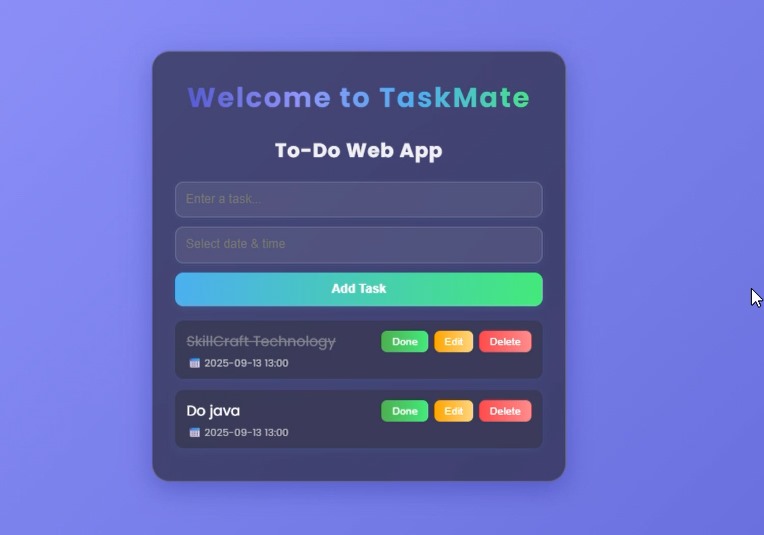 Welcome to TaskMate
To-Do Web App
Enter a task...
Select date & time
Add Task
SkillCraft Technology Done Edit Delete
2025-09-13 13:00
Do java Done Edit Delete
2025-09-13 13:00